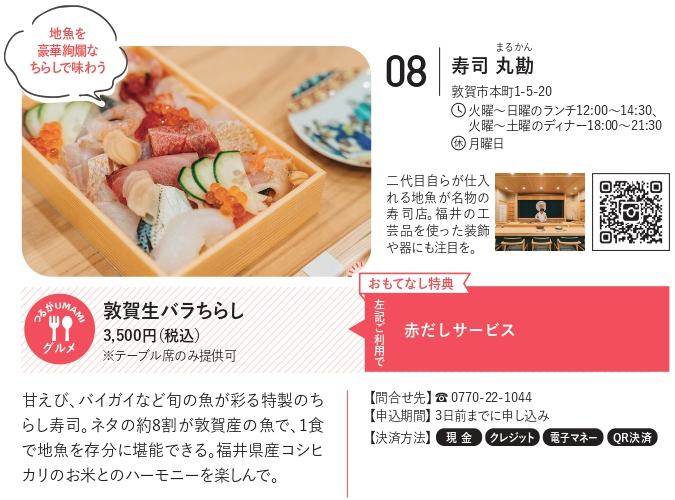 地魚を
豪華絢爛な
ちらしで味わう
08
まるかん
寿司 丸勘
敦賀市本町1-5-20
火曜〜日曜のランチ12:00〜14:30、
火曜〜土曜のディナー18:00〜21:30
休 月曜日
二代目自らが仕入
れる地魚が名物の
寿司店。福井の工
芸品を使った装飾
や器にも注目を。
つるがUMAMI
グルメ
敦賀生バラちらし
3,500円(税込)
※テーブル席のみ提供可
おもてなし特典
左記ご利用で
赤だしサービス
甘えび、バイガイなど旬の魚が彩る特製のち
らし寿司。ネタの約8割が敦賀産の魚で、1食
で地魚を存分に堪能できる。福井県産コシヒ
カリのお米とのハーモニーを楽しんで。
【問合せ先】☎ 0770-22-1044
【申込期間】3日前までに申し込み
【決済方法】現金 クレジット 電子マネー QR決済